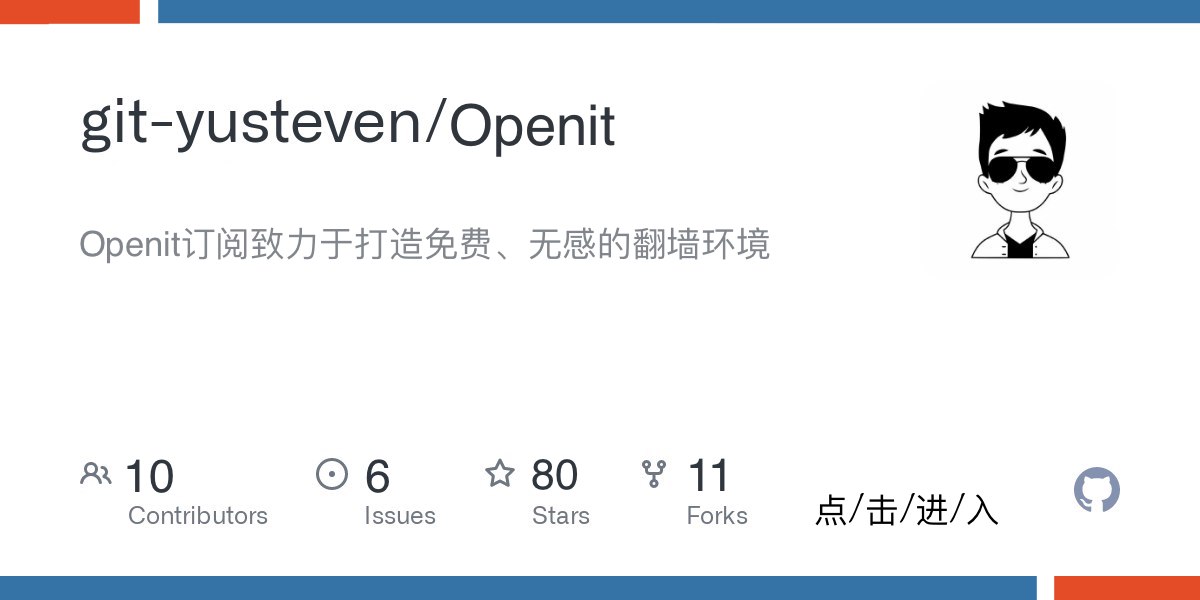 git-yusteven/Openit
Openit订阅致力于打造免费、无感的翻墙环境
10
Contributors
6
Issues
80
Stars
11
Forks
点/击/进/入